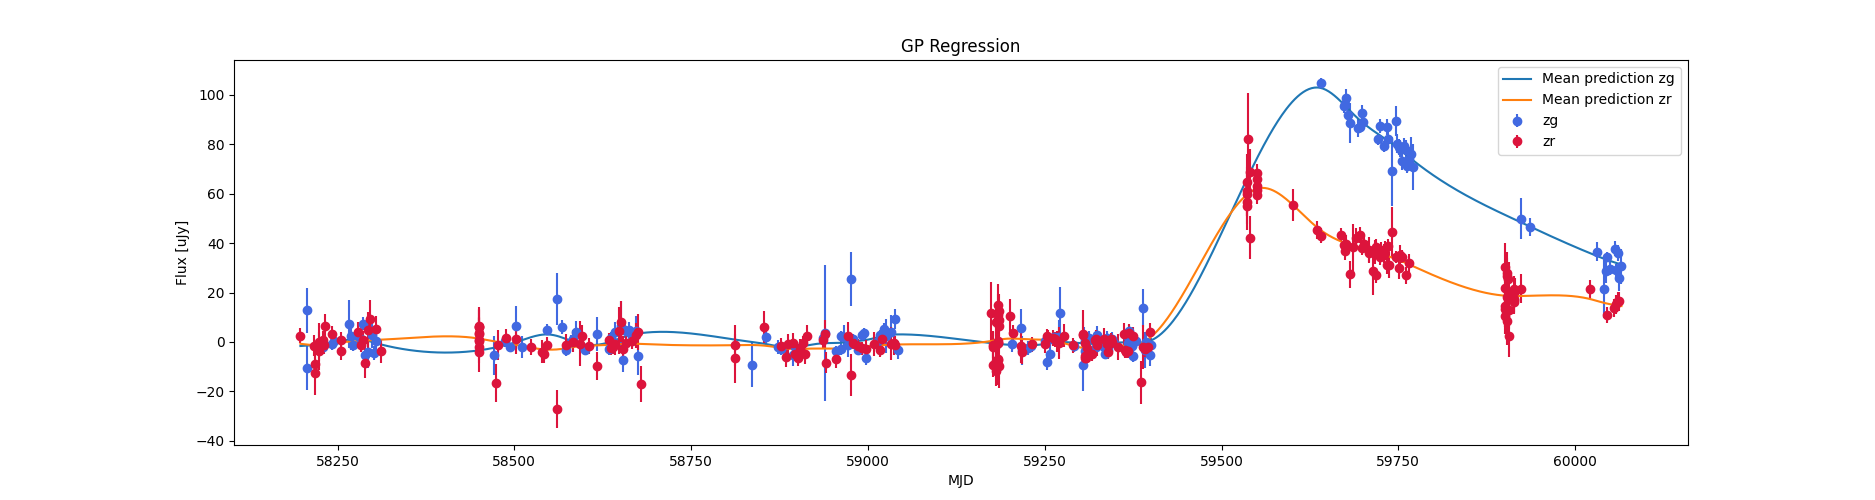 GP Regression
Flux [uJy]
100
80
60
40
20
0
−20
−40
58250 58500 58750 59000 59250 59500 59750 60000
MJD
Mean prediction zg
Mean prediction zr
zg
zr